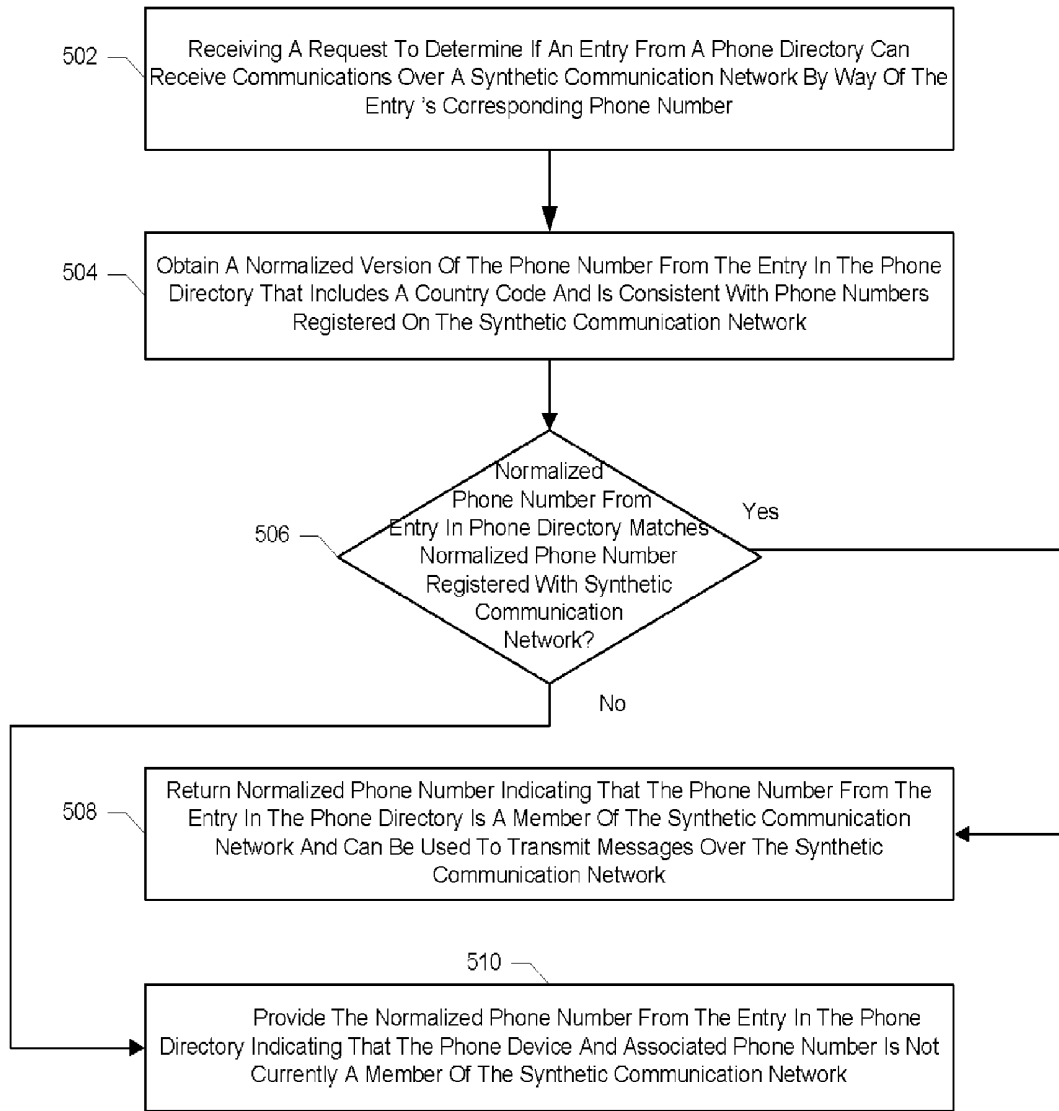 502
Receiving A Request To Determine If An Entry From A Phone Directory Can
Receive Communications Over A Synthetic Communication Network By Way Of The
Entry 's Corresponding Phone Number
504
Obtain A Normalized Version Of The Phone Number From The Entry In The Phone
Directory That Includes A Country Code And Is Consistent With Phone Numbers
Registered On The Synthetic Communication Network
506
Normalized
Phone Number From
Entry In Phone Directory Matches
Normalized Phone Number
Registered With Synthetic
Communication
Network?
Yes
No
508
Return Normalized Phone Number Indicating That The Phone Number From The
Entry In The Phone Directory Is A Member Of The Synthetic Communication
Network And Can Be Used To Transmit Messages Over The Synthetic
Communication Network
510
Provide The Normalized Phone Number From The Entry In The Phone
Directory Indicating That The Phone Device And Associated Phone Number Is Not
Currently A Member Of The Synthetic Communication Network